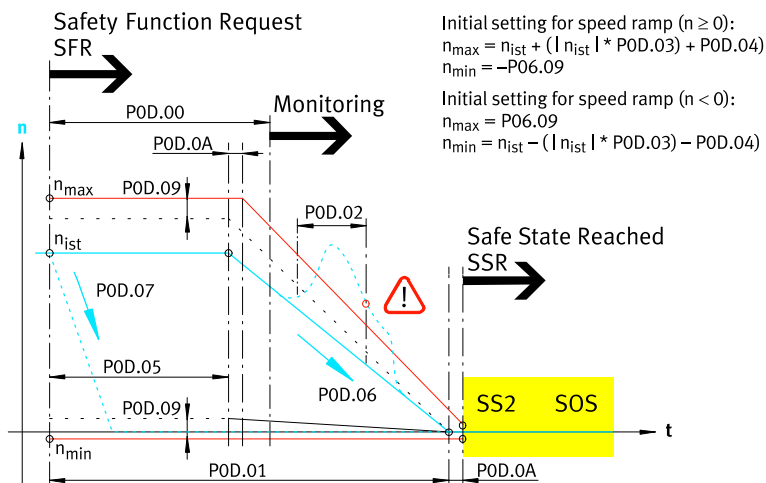 Safety Function Request
SFR
Initial setting for speed ramp (n ≥ 0):
n_max = n_ist + (| n_ist | * P0D.03) + P0D.04)
n_min = –P06.09
Initial setting for speed ramp (n < 0):
n_max = P06.09
n_min = n_ist – (| n_ist | * P0D.03) – P0D.04)
P0D.00
Monitoring
n
P0D.0A
n_max
P0D.09
P0D.02
n_ist
Safe State Reached
SSR
P0D.07
!
P0D.05
P0D.06
P0D.09
SS2 SOS
t
n_min
P0D.01
P0D.0A